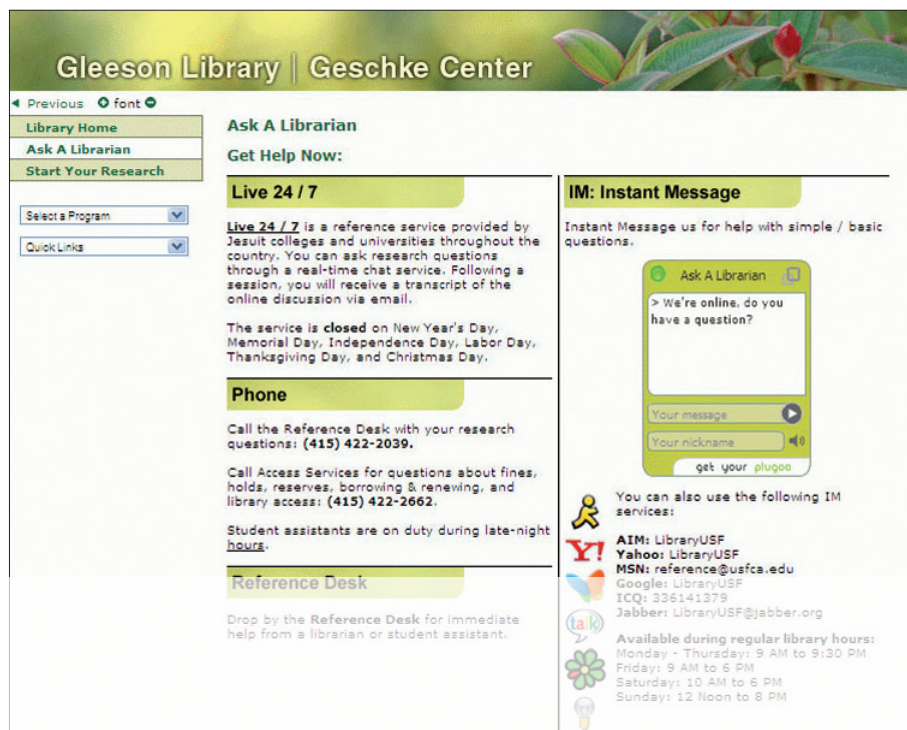 Gleeson Library | Geschke Center
Previous font
Library Home
Ask A Librarian
Start Your Research
Select a Program
Quick Links
Ask A Librarian
Get Help Now:
Live 24 / 7
Live 24 / 7 is a reference service provided by
Jesuit colleges and universities throughout the
country. You can ask research questions
through a real-time chat service. Following a
session, you will receive a transcript of the
online discussion via email.
The service is closed on New Year's Day,
Memorial Day, Independence Day, Labor Day,
Thanksgiving Day, and Christmas Day.
Phone
Call the Reference Desk with your research
questions: (415) 422-2039.
Call Access Services for questions about fines,
holds, reserves, borrowing & renewing, and
library access: (415) 422-2662.
Student assistants are on duty during late-night
hours.
Reference Desk
Drop by the Reference Desk for immediate
help from a librarian or student assistant.
IM: Instant Message
Instant Message us for help with simple / basic
questions.
Ask A Librarian
> We're online, do you
have a question?
Your message
Your nickname
get your plugoo
You can also use the following IM
services:
AIM: LibraryUSF
Yahoo: LibraryUSF
MSN: reference@usfca.edu
Google: LibraryUSF
ICQ: 336141379
Jabber: LibraryUSF@jabber.org
Y!
talk
Available during regular library hours:
Monday - Thursday: 9 AM to 9:30 PM
Friday: 9 AM to 6 PM
Saturday: 10 AM to 6 PM
Sunday: 12 Noon to 8 PM